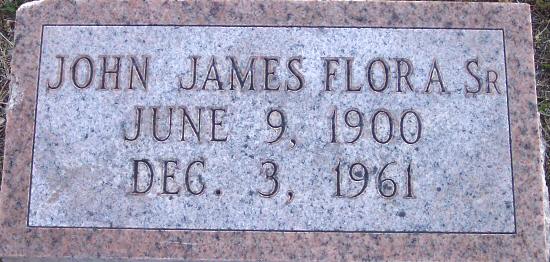 JOHN JAMES FLORA SR
JUNE 9, 1900
DEC. 3, 1961